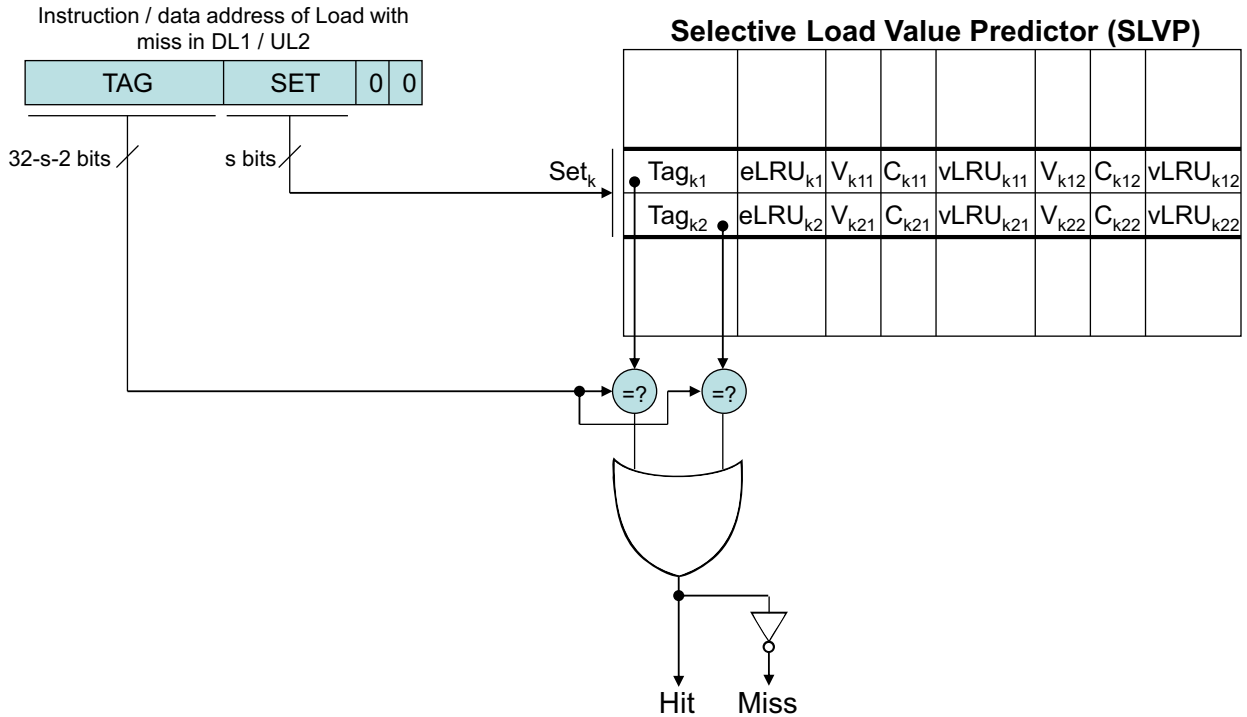 Instruction / data address of Load with
miss in DL1 / UL2
Selective Load Value Predictor (SLVP)
TAG SET 0 0
32-s-2 bits s bits
Set_k Tag_k1 eLRU_k1 V_k11 C_k11 vLRU_k11 V_k12 C_k12 vLRU_k12
Tag_k2 eLRU_k2 V_k21 C_k21 vLRU_k21 V_k22 C_k22 vLRU_k22
=? =?
Hit Miss